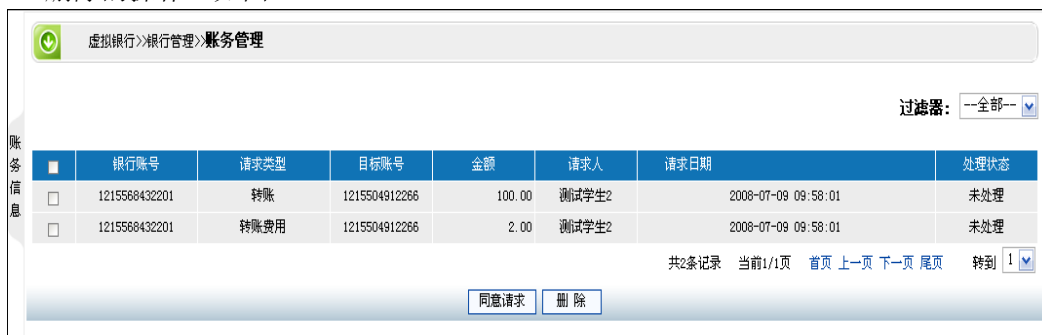 虚拟银行>>银行管理>>账务管理
过滤器： --全部--
账务信息
银行账号 请求类型 目标账号 金额 请求人 请求日期 处理状态
1215568432201 转账 1215504912266 100.00 测试学生2 2008-07-09 09:58:01 未处理
1215568432201 转账费用 1215504912266 2.00 测试学生2 2008-07-09 09:58:01 未处理
共2条记录 当前1/1页 首页 上一页 下一页 尾页 转到 1
同意请求 删 除